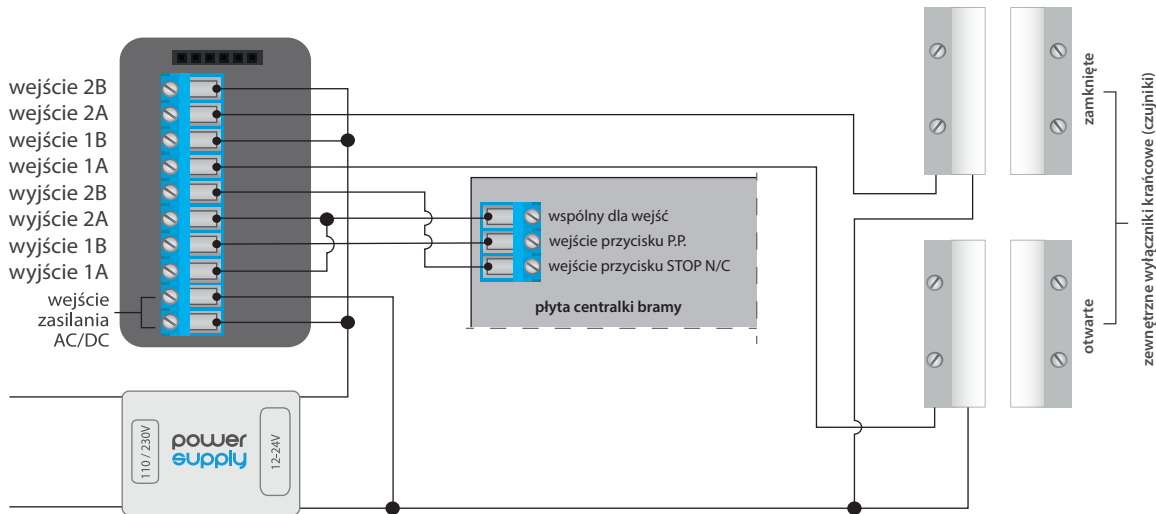 wejście 2B
wejście 2A
wejście 1B
wejście 1A
wyjście 2B
wyjście 2A
wyjście 1B
wyjście 1A
wejście
zasilania
AC/DC
wspólny dla wejść
wejście przycisku P.P.
wejście przycisku STOP N/C
płyta centralki bramy
110 / 230V
power
supply
12-24V
zamknięte
otwarte
zewnętrzne wyłączniki krańcowe (czujniki)